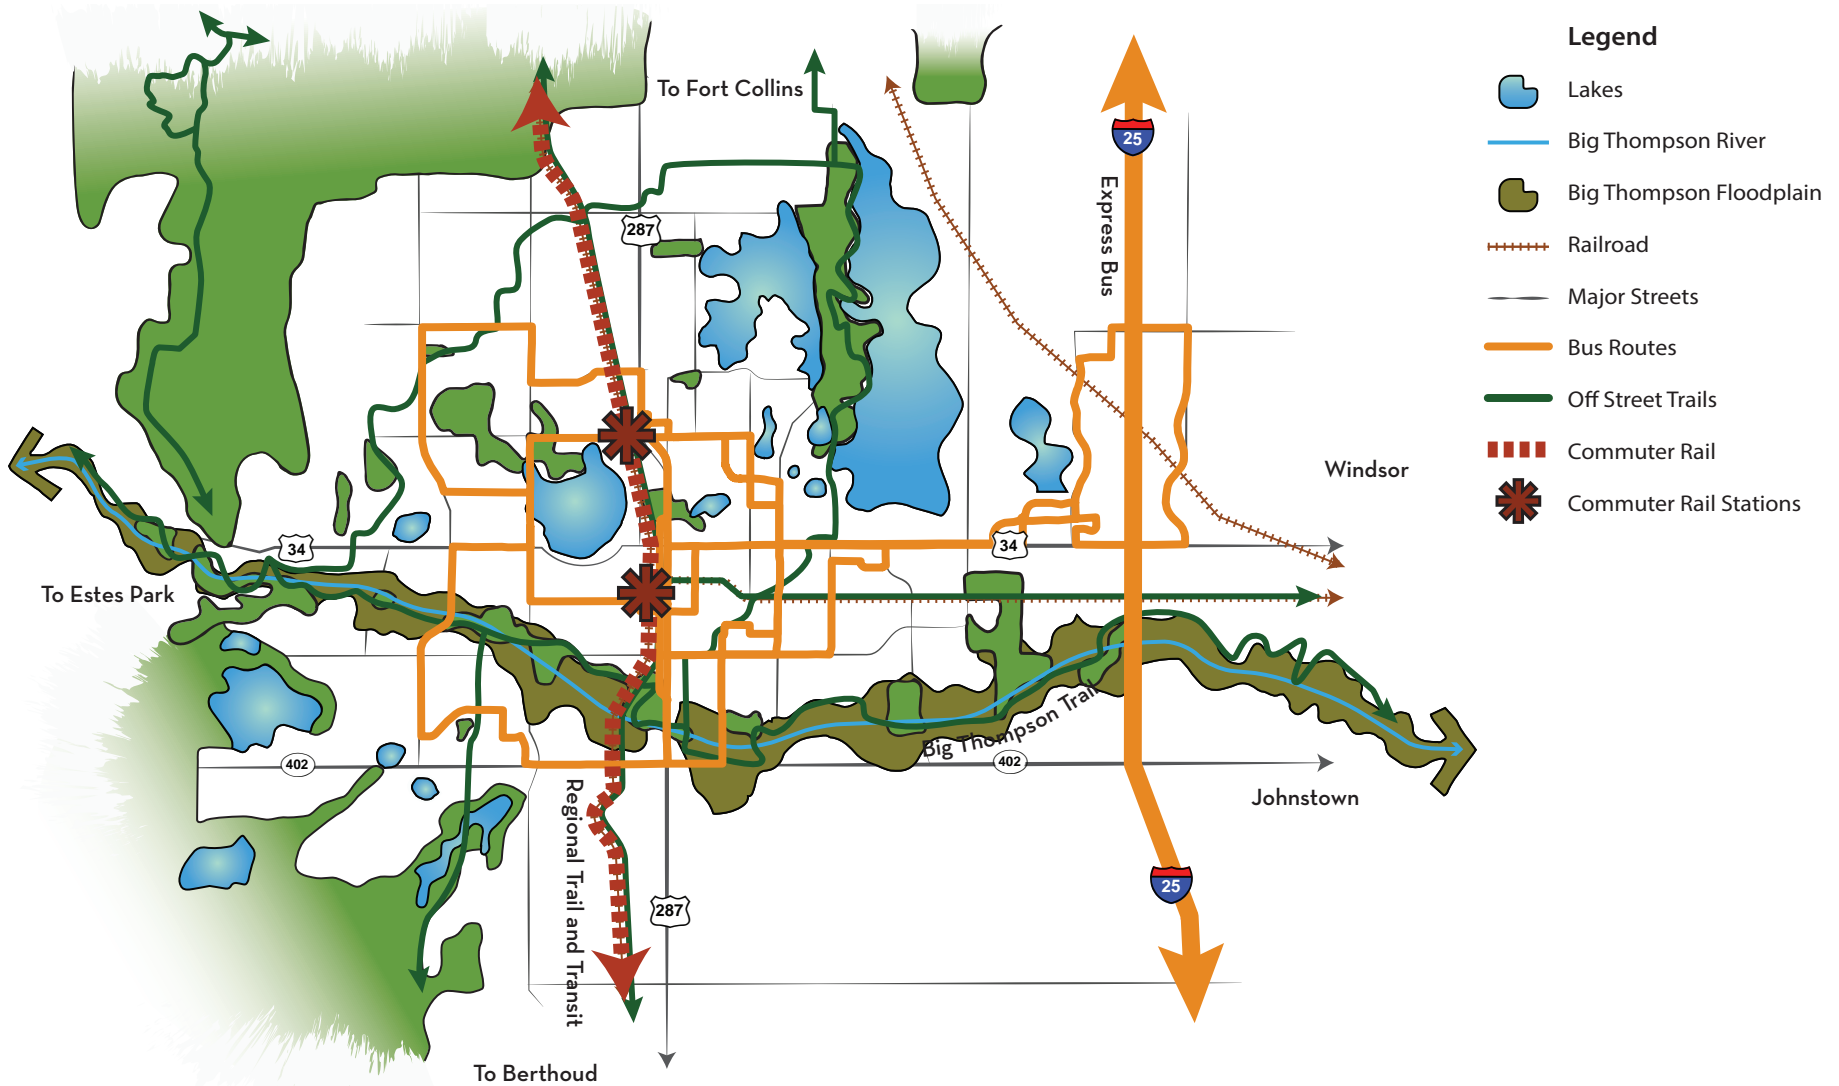 Legend
Lakes
Big Thompson River
Big Thompson Floodplain
Railroad
Major Streets
Bus Routes
Off Street Trails
Commuter Rail
Commuter Rail Stations
To Fort Collins
25
Express Bus
287
Windsor
34
34
To Estes Park
Big Thompson Trail
402
402
Johnstown
Regional Trail and Transit
25
287
To Berthoud